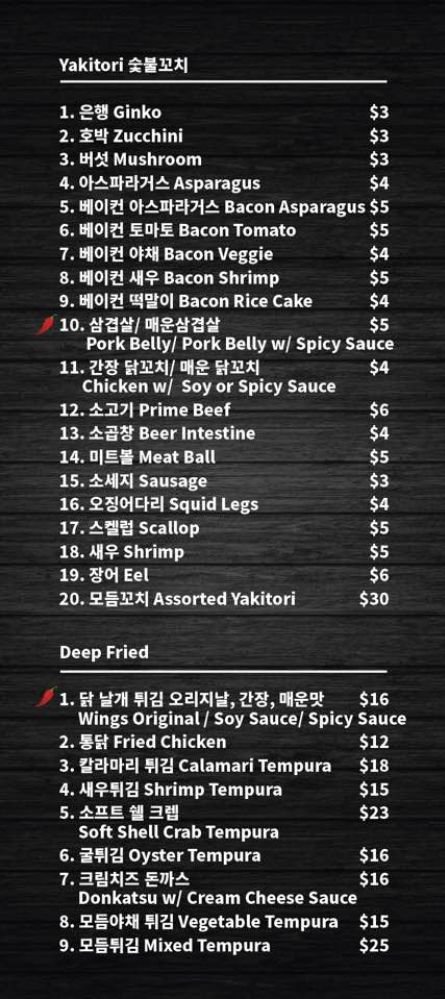 Yakitori 숯불꼬치
1. 은행 Ginko $3
2. 호박 Zucchini $3
3. 버섯 Mushroom $3
4. 아스파라거스 Asparagus $4
5. 베이컨 아스파라거스 Bacon Asparagus $5
6. 베이컨 토마토 Bacon Tomato $5
7. 베이컨 야채 Bacon Veggie $4
8. 베이컨 새우 Bacon Shrimp $5
9. 베이컨 떡말이 Bacon Rice Cake $4
10. 삼겹살/ 매운삼겹살 $5
Pork Belly/ Pork Belly w/ Spicy Sauce
11. 간장 닭꼬치/ 매운 닭꼬치 $4
Chicken w/ Soy or Spicy Sauce
12. 소고기 Prime Beef $6
13. 소곱창 Beer Intestine $4
14. 미트볼 Meat Ball $5
15. 소세지 Sausage $3
16. 오징어다리 Squid Legs $4
17. 스켈럽 Scallop $5
18. 새우 Shrimp $5
19. 장어 Eel $6
20. 모듬꼬치 Assorted Yakitori $30
Deep Fried
1. 닭 날개 튀김 오리지날, 간장, 매운맛 $16
Wings Original / Soy Sauce/ Spicy Sauce
2. 통닭 Fried Chicken $12
3. 칼라마리 튀김 Calamari Tempura $18
4. 새우튀김 Shrimp Tempura $15
5. 소프트 쉘 크렙 $23
Soft Shell Crab Tempura
6. 굴튀김 Oyster Tempura $16
7. 크림치즈 돈까스 $16
Donkatsu w/ Cream Cheese Sauce
8. 모듬야채 튀김 Vegetable Tempura $15
9. 모듬튀김 Mixed Tempura $25